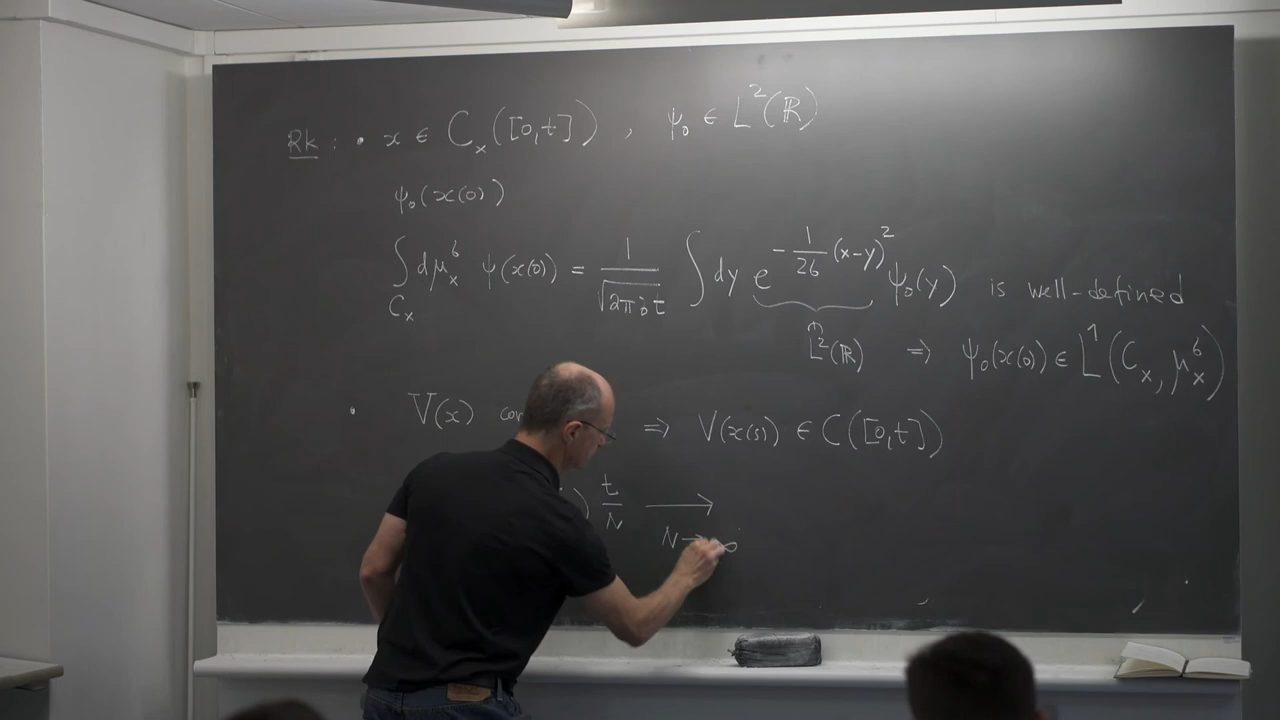 Rk : • x ∈ C_x([0,t]) , ψ₀ ∈ L²(ℝ)
ψ₀(x(0))
∫_{C_x} dμ_x^σ ψ(x(0)) = 1/√(2πσt) ∫ dy e^{-1/(2σ) (x-y)²} ψ₀(y) is well-defined
∩ L²(ℝ) ⇒ ψ₀(x(0)) ∈ L¹(C_x, μ_x^σ)
• V(x) ⇒ V(x(s)) ∈ C([0,t])
) t/N ⟶_{N→∞}